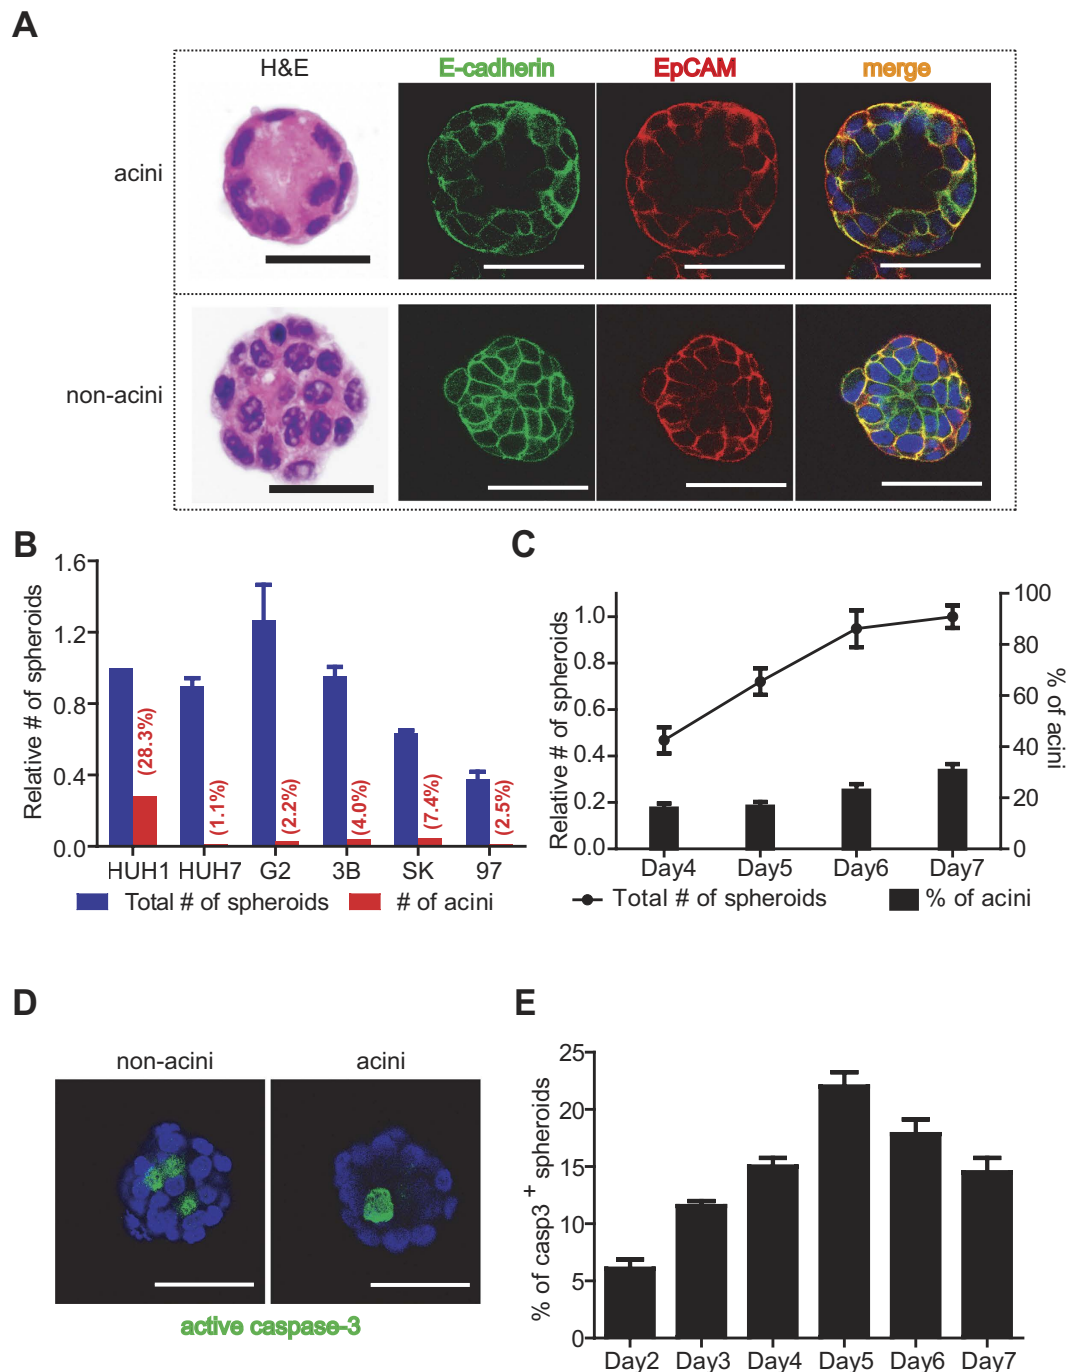 A
H&E E-cadherin EpCAM merge
acini
non-acini
B
Relative # of spheroids
1.6
1.2
0.8
0.4
0.0
(28.3%) (1.1%) (2.2%) (4.0%) (7.4%) (2.5%)
HUH1 HUH7 G2 3B SK 97
Total # of spheroids # of acini
C
Relative # of spheroids
1.0
0.8
0.6
0.4
0.2
0.0
100
80
60
40
20
0
% of acini
Day4 Day5 Day6 Day7
Total # of spheroids % of acini
D
non-acini acini
active caspase-3
E
% of casp3 + spheroids
25
20
15
10
5
0
Day2 Day3 Day4 Day5 Day6 Day7